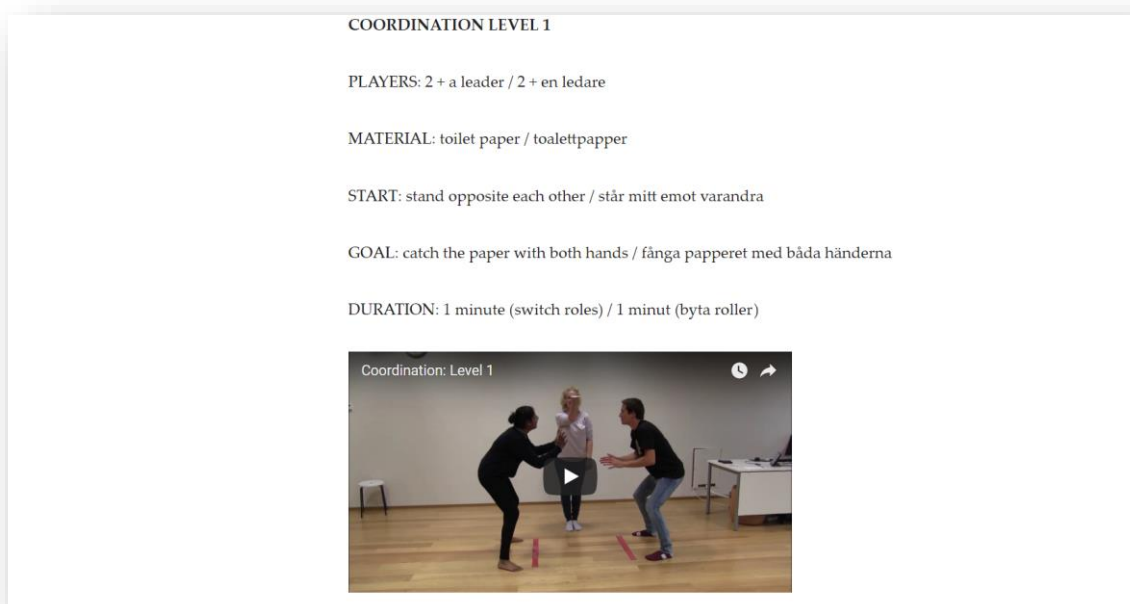 COORDINATION LEVEL 1
PLAYERS: 2 + a leader / 2 + en ledare
MATERIAL: toilet paper / toalettpapper
START: stand opposite each other / står mitt emot varandra
GOAL: catch the paper with both hands / fånga papperet med båda händerna
DURATION: 1 minute (switch roles) / 1 minut (byta roller)
Coordination: Level 1